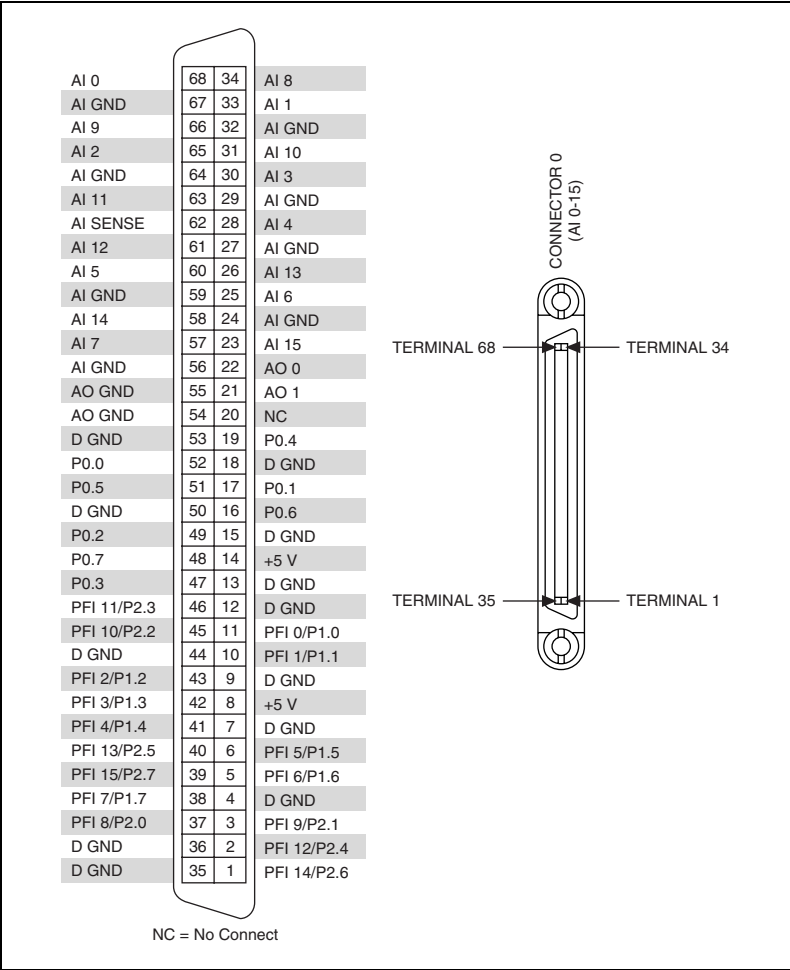 AI 0 68 34 AI 8
AI GND 67 33 AI 1
AI 9 66 32 AI GND
AI 2 65 31 AI 10
AI GND 64 30 AI 3
AI 11 63 29 AI GND
AI SENSE 62 28 AI 4
AI 12 61 27 AI GND
AI 5 60 26 AI 13
AI GND 59 25 AI 6
AI 14 58 24 AI GND
AI 7 57 23 AI 15
AI GND 56 22 AO 0
AO GND 55 21 AO 1
AO GND 54 20 NC
D GND 53 19 P0.4
P0.0 52 18 D GND
P0.5 51 17 P0.1
D GND 50 16 P0.6
P0.2 49 15 D GND
P0.7 48 14 +5 V
P0.3 47 13 D GND
PFI 11/P2.3 46 12 D GND
PFI 10/P2.2 45 11 PFI 0/P1.0
D GND 44 10 PFI 1/P1.1
PFI 2/P1.2 43 9 D GND
PFI 3/P1.3 42 8 +5 V
PFI 4/P1.4 41 7 D GND
PFI 13/P2.5 40 6 PFI 5/P1.5
PFI 15/P2.7 39 5 PFI 6/P1.6
PFI 7/P1.7 38 4 D GND
PFI 8/P2.0 37 3 PFI 9/P2.1
D GND 36 2 PFI 12/P2.4
D GND 35 1 PFI 14/P2.6
NC = No Connect
CONNECTOR 0
(AI 0-15)
TERMINAL 68 TERMINAL 34
TERMINAL 35 TERMINAL 1